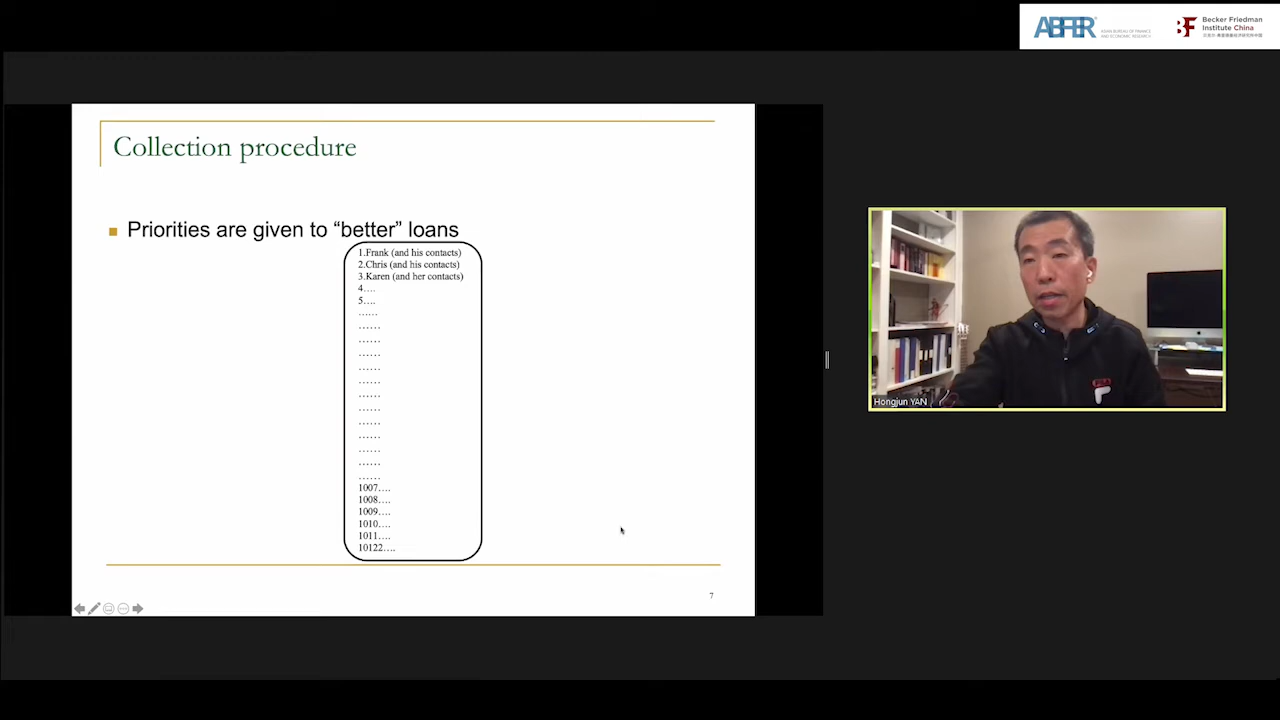 ABFER
ASIAN BUREAU OF FINANCE
AND ECONOMIC RESEARCH
BF
Becker Friedman
Institute China
Collection procedure
Priorities are given to “better” loans
1.Frank (and his contacts)
2.Chris (and his contacts)
3.Karen (and her contacts)
4….
5….
……
……
……
……
……
……
……
……
……
……
……
……
……
1007….
1008….
1009….
1010….
1011….
10122….
7
Hongjun YAN